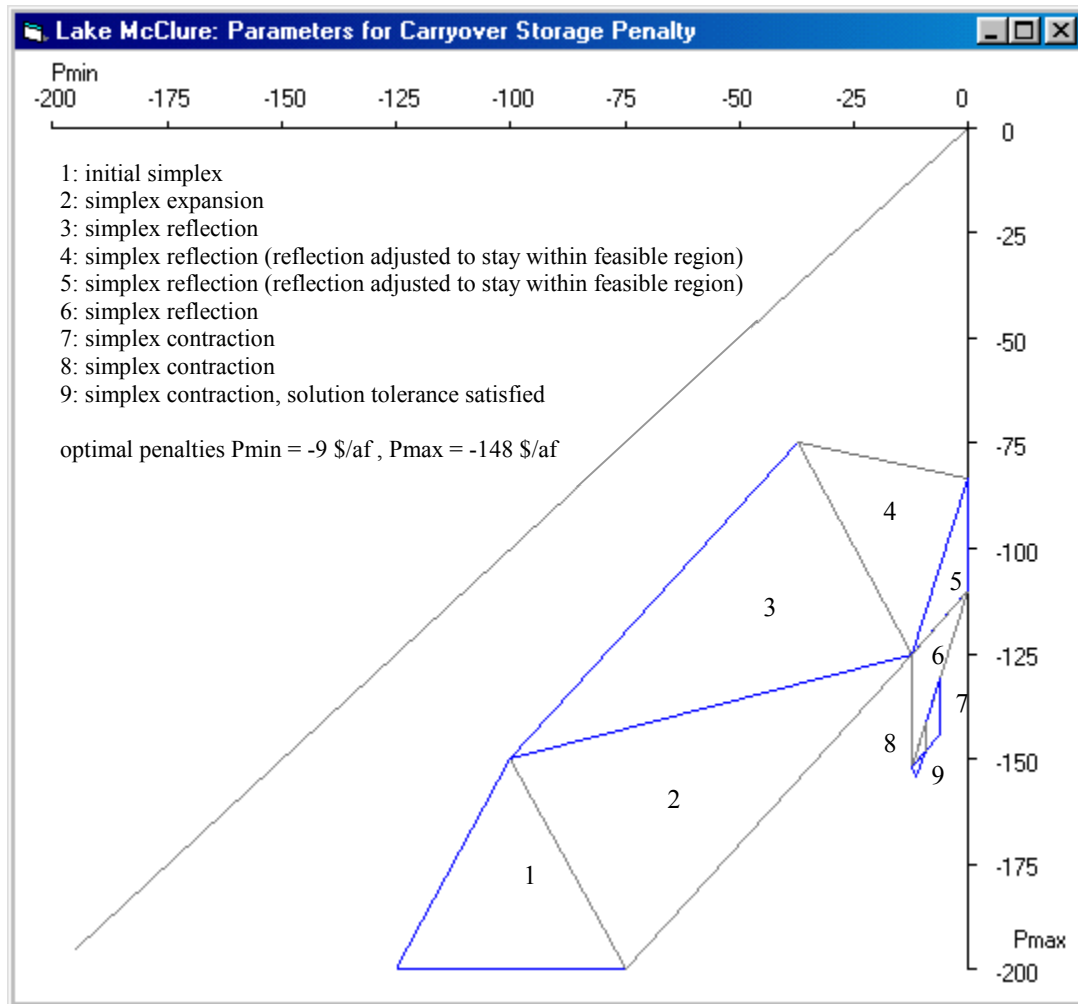 Lake McClure: Parameters for Carryover Storage Penalty
Pmin
-200 -175 -150 -125 -100 -75 -50 -25 0
0
1: initial simplex
2: simplex expansion
3: simplex reflection
-25
4: simplex reflection (reflection adjusted to stay within feasible region)
5: simplex reflection (reflection adjusted to stay within feasible region)
6: simplex reflection
7: simplex contraction
-50
8: simplex contraction
9: simplex contraction, solution tolerance satisfied
optimal penalties Pmin = -9 $/af , Pmax = -148 $/af
-75
4
-100
5
3
-125
6
7
8
-150
9
2
1
-175
Pmax
-200